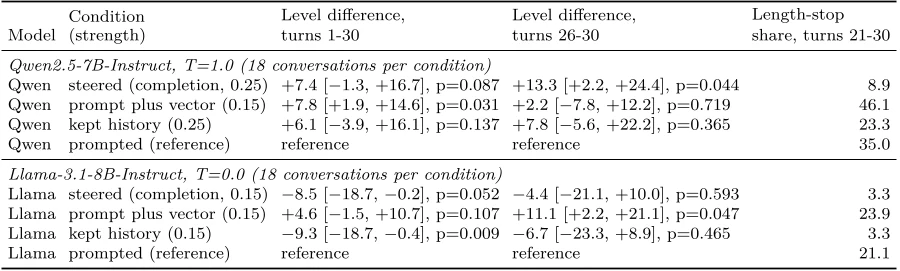 Model Condition (strength) Level difference, turns 1-30 Level difference, turns 26-30 Length-stop share, turns 21-30
Qwen2.5-7B-Instruct, T=1.0 (18 conversations per condition)
Qwen steered (completion, 0.25) +7.4 [−1.3, +16.7], p=0.087 +13.3 [+2.2, +24.4], p=0.044 8.9
Qwen prompt plus vector (0.15) +7.8 [+1.9, +14.6], p=0.031 +2.2 [−7.8, +12.2], p=0.719 46.1
Qwen kept history (0.25) +6.1 [−3.9, +16.1], p=0.137 +7.8 [−5.6, +22.2], p=0.365 23.3
Qwen prompted (reference) reference reference 35.0
Llama-3.1-8B-Instruct, T=0.0 (18 conversations per condition)
Llama steered (completion, 0.15) −8.5 [−18.7, −0.2], p=0.052 −4.4 [−21.1, +10.0], p=0.593 3.3
Llama prompt plus vector (0.15) +4.6 [−1.5, +10.7], p=0.107 +11.1 [+2.2, +21.1], p=0.047 23.9
Llama kept history (0.15) −9.3 [−18.7, −0.4], p=0.009 −6.7 [−23.3, +8.9], p=0.465 3.3
Llama prompted (reference) reference reference 21.1